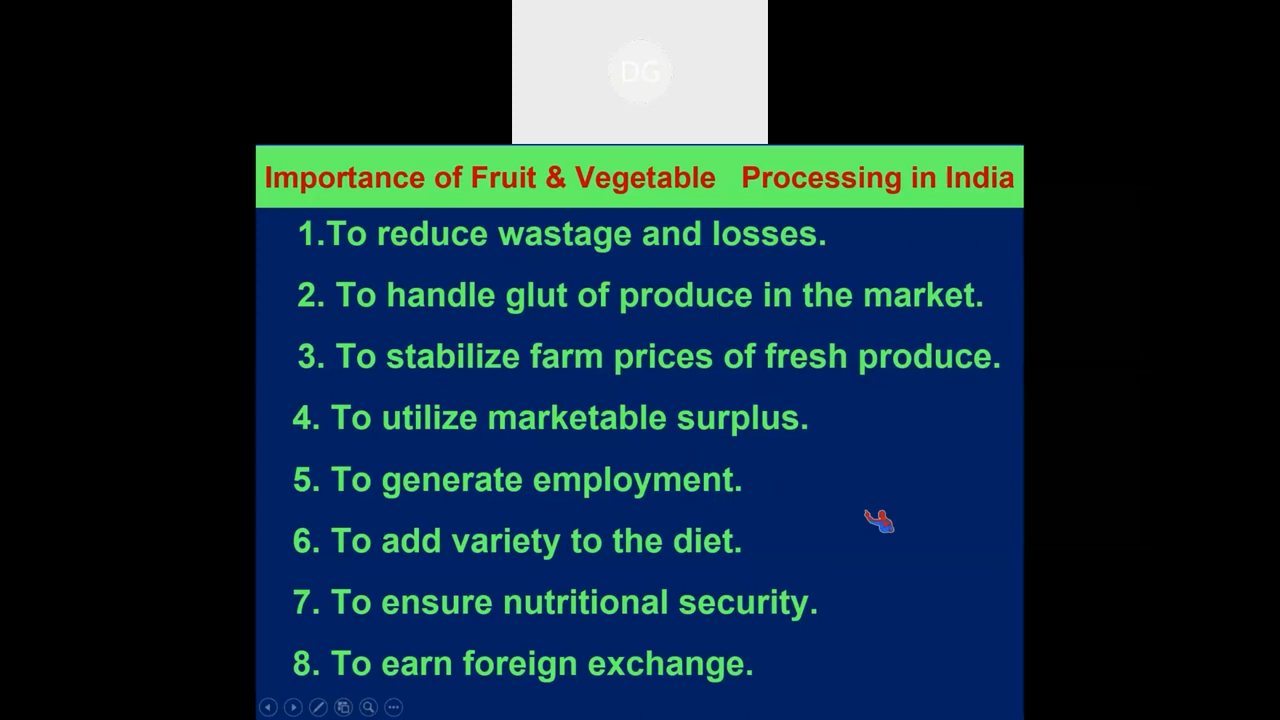 DG
Importance of Fruit & Vegetable Processing in India
1.To reduce wastage and losses.
2. To handle glut of produce in the market.
3. To stabilize farm prices of fresh produce.
4. To utilize marketable surplus.
5. To generate employment.
6. To add variety to the diet.
7. To ensure nutritional security.
8. To earn foreign exchange.